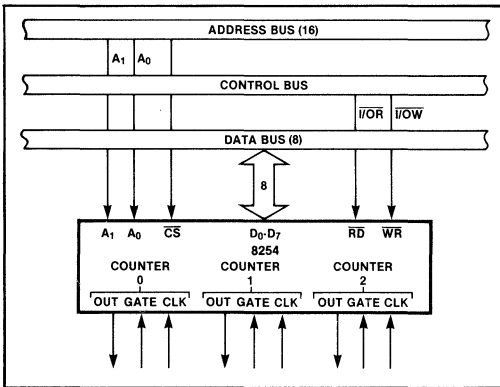 ADDRESS BUS (16)
A₁ A₀
CONTROL BUS
I/OR I/OW
DATA BUS (8)
8
A₁ A₀ CS D₀-D₇ RD WR
8254
COUNTER COUNTER COUNTER
0 1 2
OUT GATE CLK OUT GATE CLK OUT GATE CLK